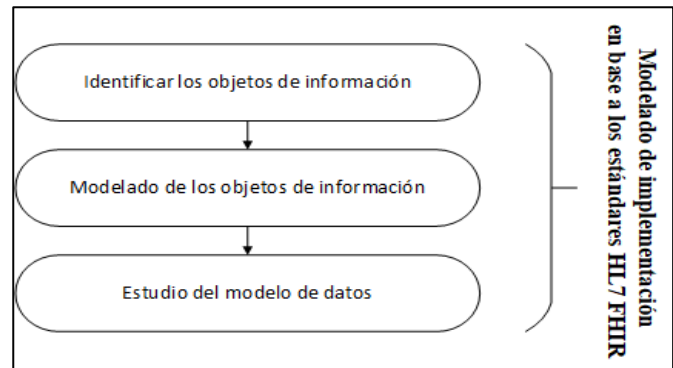 Identificar los objetos de información
Modelado de los objetos de información
Estudio del modelo de datos
Modelado de implementación
en base a los estándares HL7 FHIR